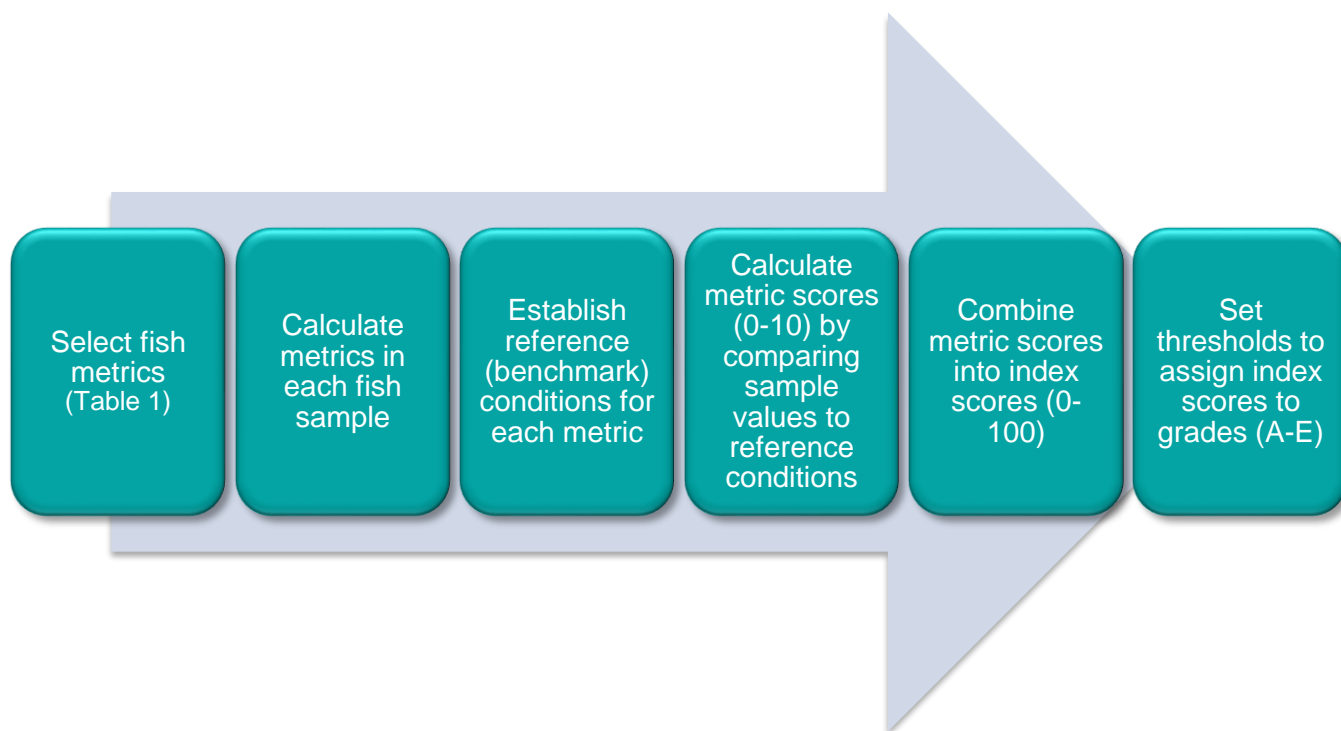 Select fish
metrics
(Table 1)
Calculate
metrics in
each fish
sample
Establish
reference
(benchmark)
conditions for
each metric
Calculate
metric scores
(0-10) by
comparing
sample
values to
reference
conditions
Combine
metric scores
into index
scores (0-
100)
Set
thresholds to
assign index
scores to
grades (A-E)